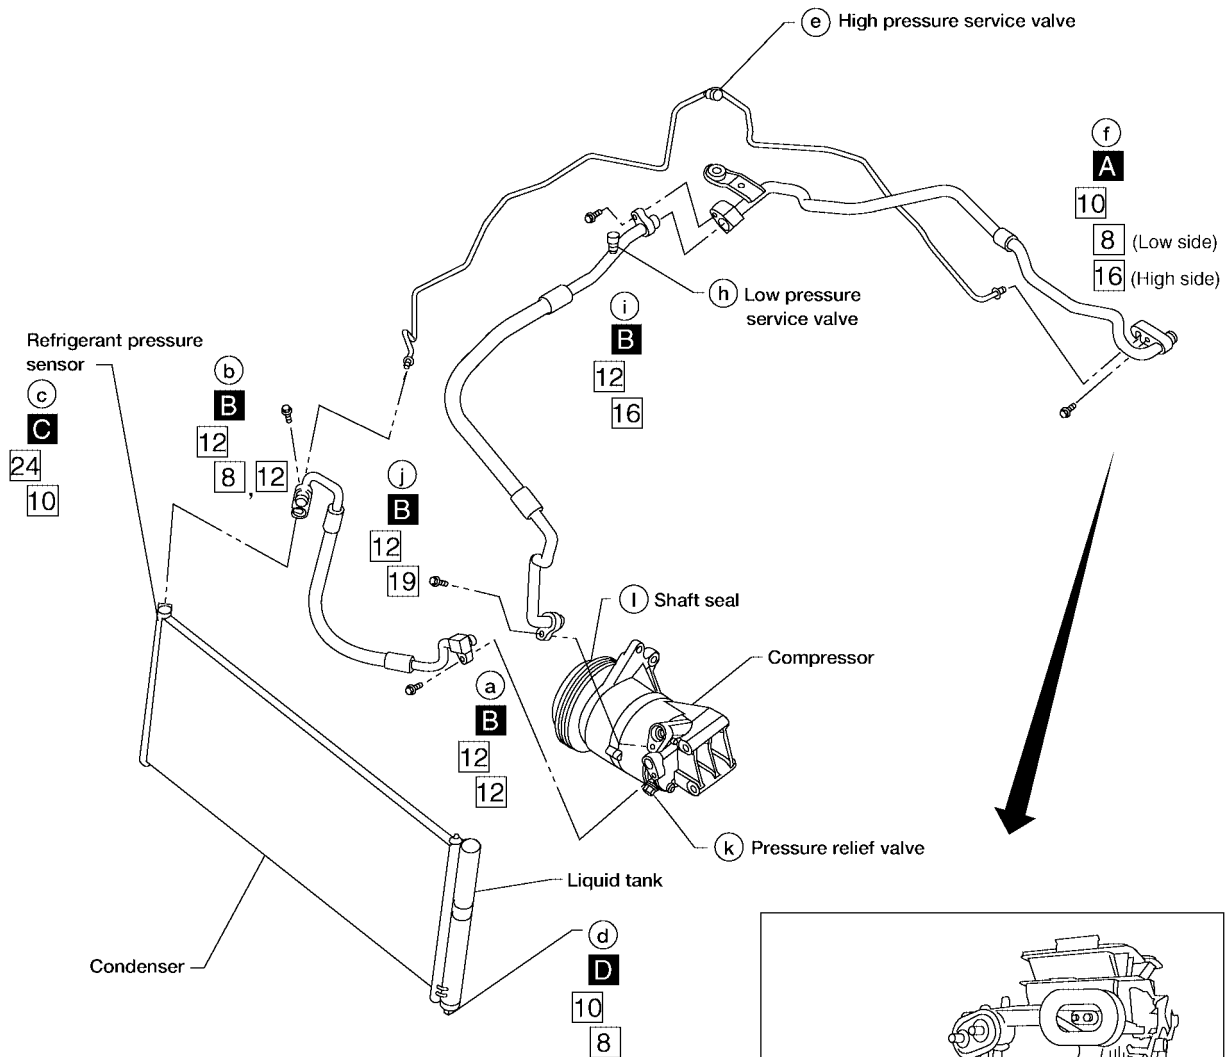 e High pressure service valve
f
A
10
8 (Low side)
16 (High side)
h Low pressure
service valve
i
B
12
16
Refrigerant pressure
sensor
c
C
24
10
b
B
12
8 , 12
j
B
12
19
l Shaft seal
Compressor
a
B
12
12
k Pressure relief valve
Liquid tank
Condenser
d
D
10
8